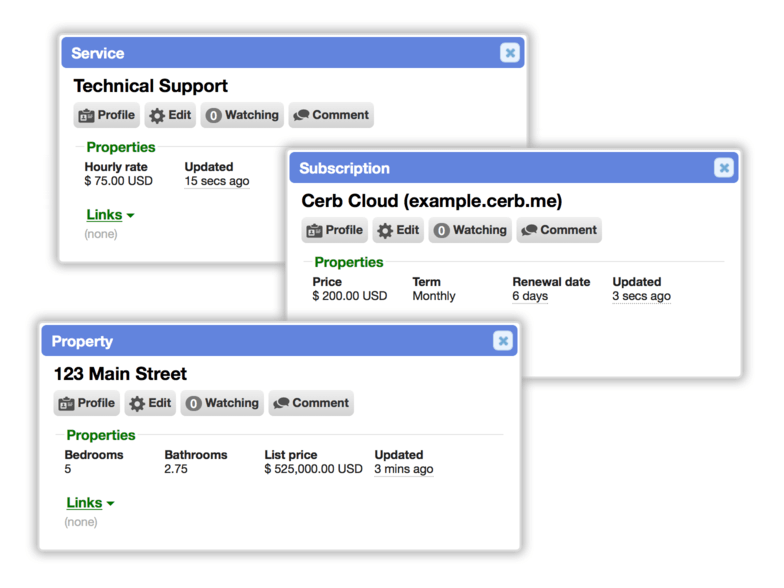 Service
Technical Support
Profile Edit 0 Watching Comment
Properties
Hourly rate Updated
$ 75.00 USD 15 secs ago
Links
(none)
Subscription
Cerb Cloud (example.cerb.me)
Profile Edit 0 Watching Comment
Properties
Price Term Renewal date Updated
$ 200.00 USD Monthly 6 days 3 secs ago
Property
123 Main Street
Profile Edit 0 Watching Comment
Properties
Bedrooms Bathrooms List price Updated
5 2.75 $ 525,000.00 USD 3 mins ago
Links
(none)